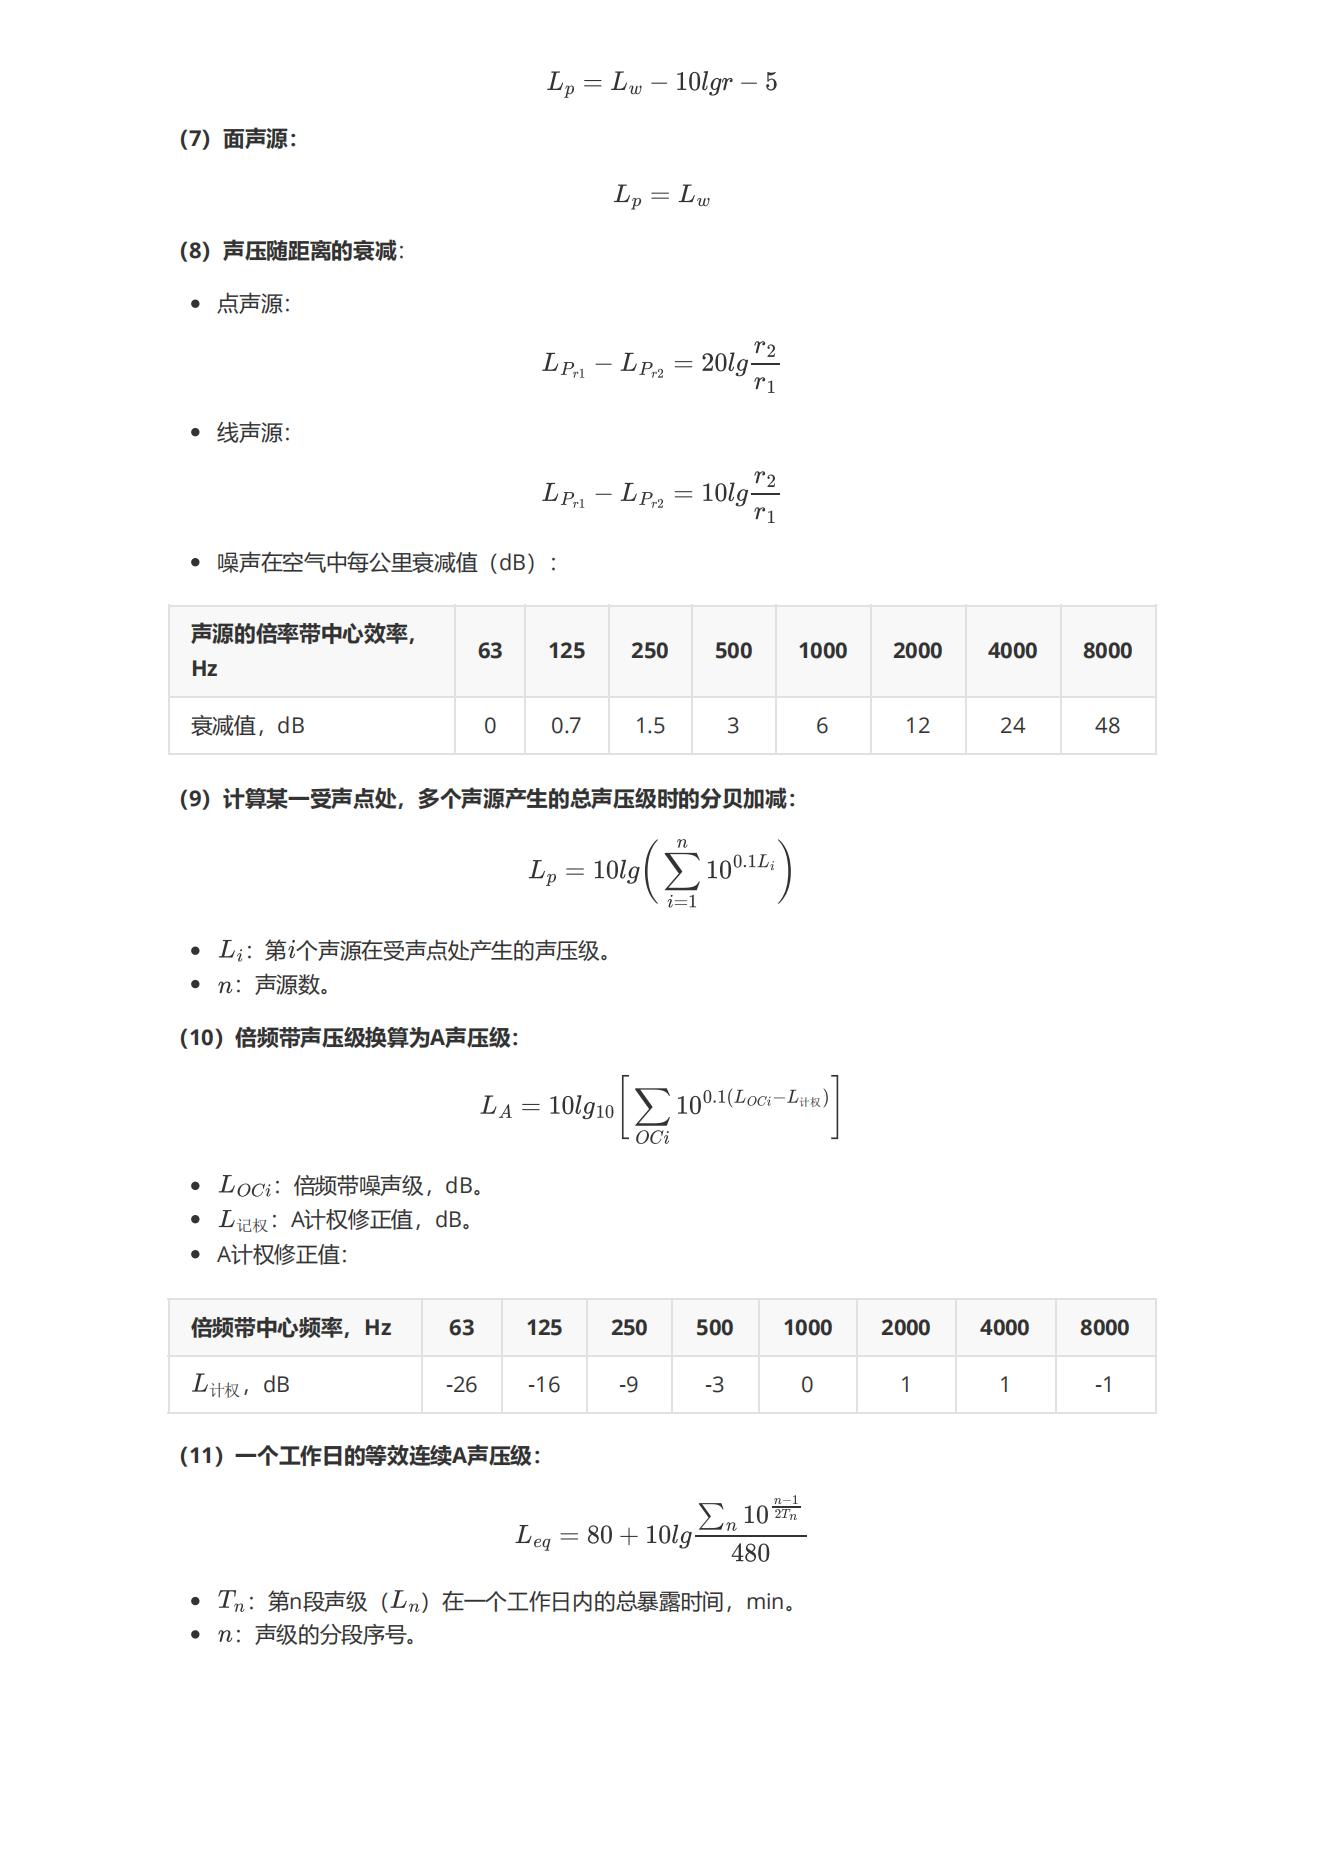 L_p = L_w − 10lgr − 5
（7）面声源：
L_p = L_w
（8）声压随距离的衰减：
• 点声源：
L_{P_{r1}} − L_{P_{r2}} = 20lg\frac{r_2}{r_1}
• 线声源：
L_{P_{r1}} − L_{P_{r2}} = 10lg\frac{r_2}{r_1}
• 噪声在空气中每公里衰减值（dB）:
声源的倍率带中心效率，
Hz 63 125 250 500 1000 2000 4000 8000
衰减值，dB 0 0.7 1.5 3 6 12 24 48
（9）计算某一受声点处，多个声源产生的总声压级时的分贝加减：
L_p = 10lg\left(\sum_{i=1}^{n} 10^{0.1L_i}\right)
• L_i：第i个声源在受声点处产生的声压级。
• n：声源数。
（10）倍频带声压级换算为A声压级：
L_A = 10lg_{10}\left[\sum_{OCi} 10^{0.1(L_{OCi}−L_{计权})}\right]
• L_{OCi}：倍频带噪声级，dB。
• L_{记权}：A计权修正值，dB。
• A计权修正值：
倍频带中心频率，Hz 63 125 250 500 1000 2000 4000 8000
L_{计权}，dB -26 -16 -9 -3 0 1 1 -1
（11）一个工作日的等效连续A声压级：
L_{eq} = 80 + 10lg\frac{\sum_n 10^{\frac{n−1}{2T_n}}}{480}
• T_n：第n段声级（L_n）在一个工作日内的总暴露时间，min。
• n：声级的分段序号。